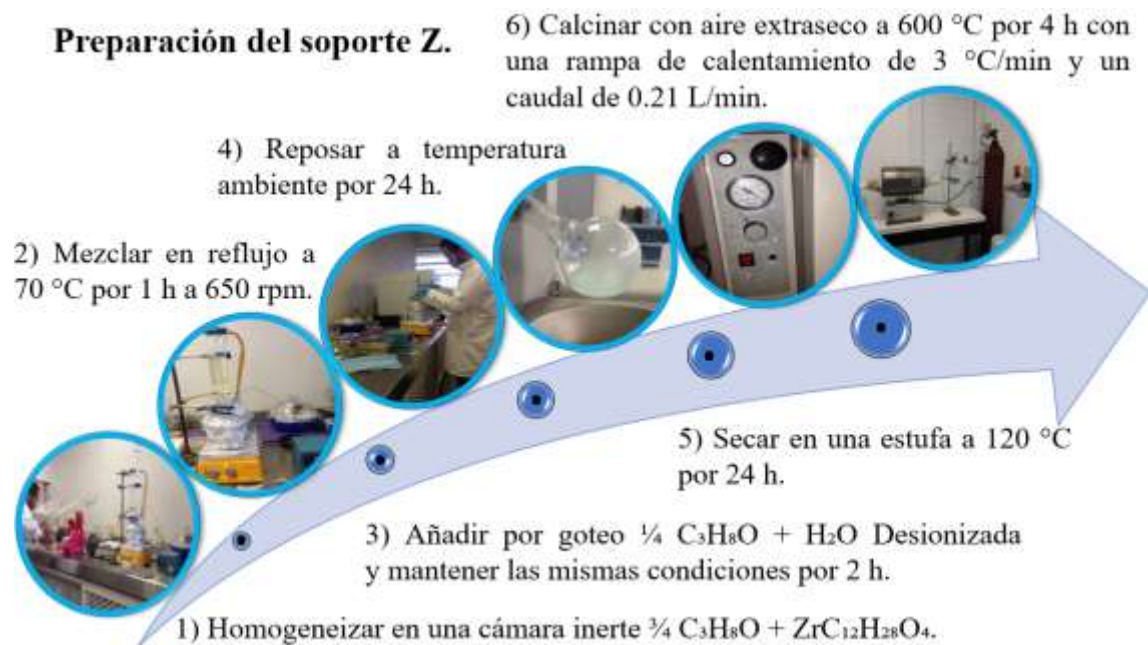 Preparación del soporte Z.
6) Calcinar con aire extraseco a 600 °C por 4 h con
una rampa de calentamiento de 3 °C/min y un
caudal de 0.21 L/min.
4) Reposar a temperatura
ambiente por 24 h.
2) Mezclar en reflujo a
70 °C por 1 h a 650 rpm.
5) Secar en una estufa a 120 °C
por 24 h.
3) Añadir por goteo ¼ C₃H₈O + H₂O Desionizada
y mantener las mismas condiciones por 2 h.
1) Homogeneizar en una cámara inerte ¾ C₃H₈O + ZrC₁₂H₂₈O₄.